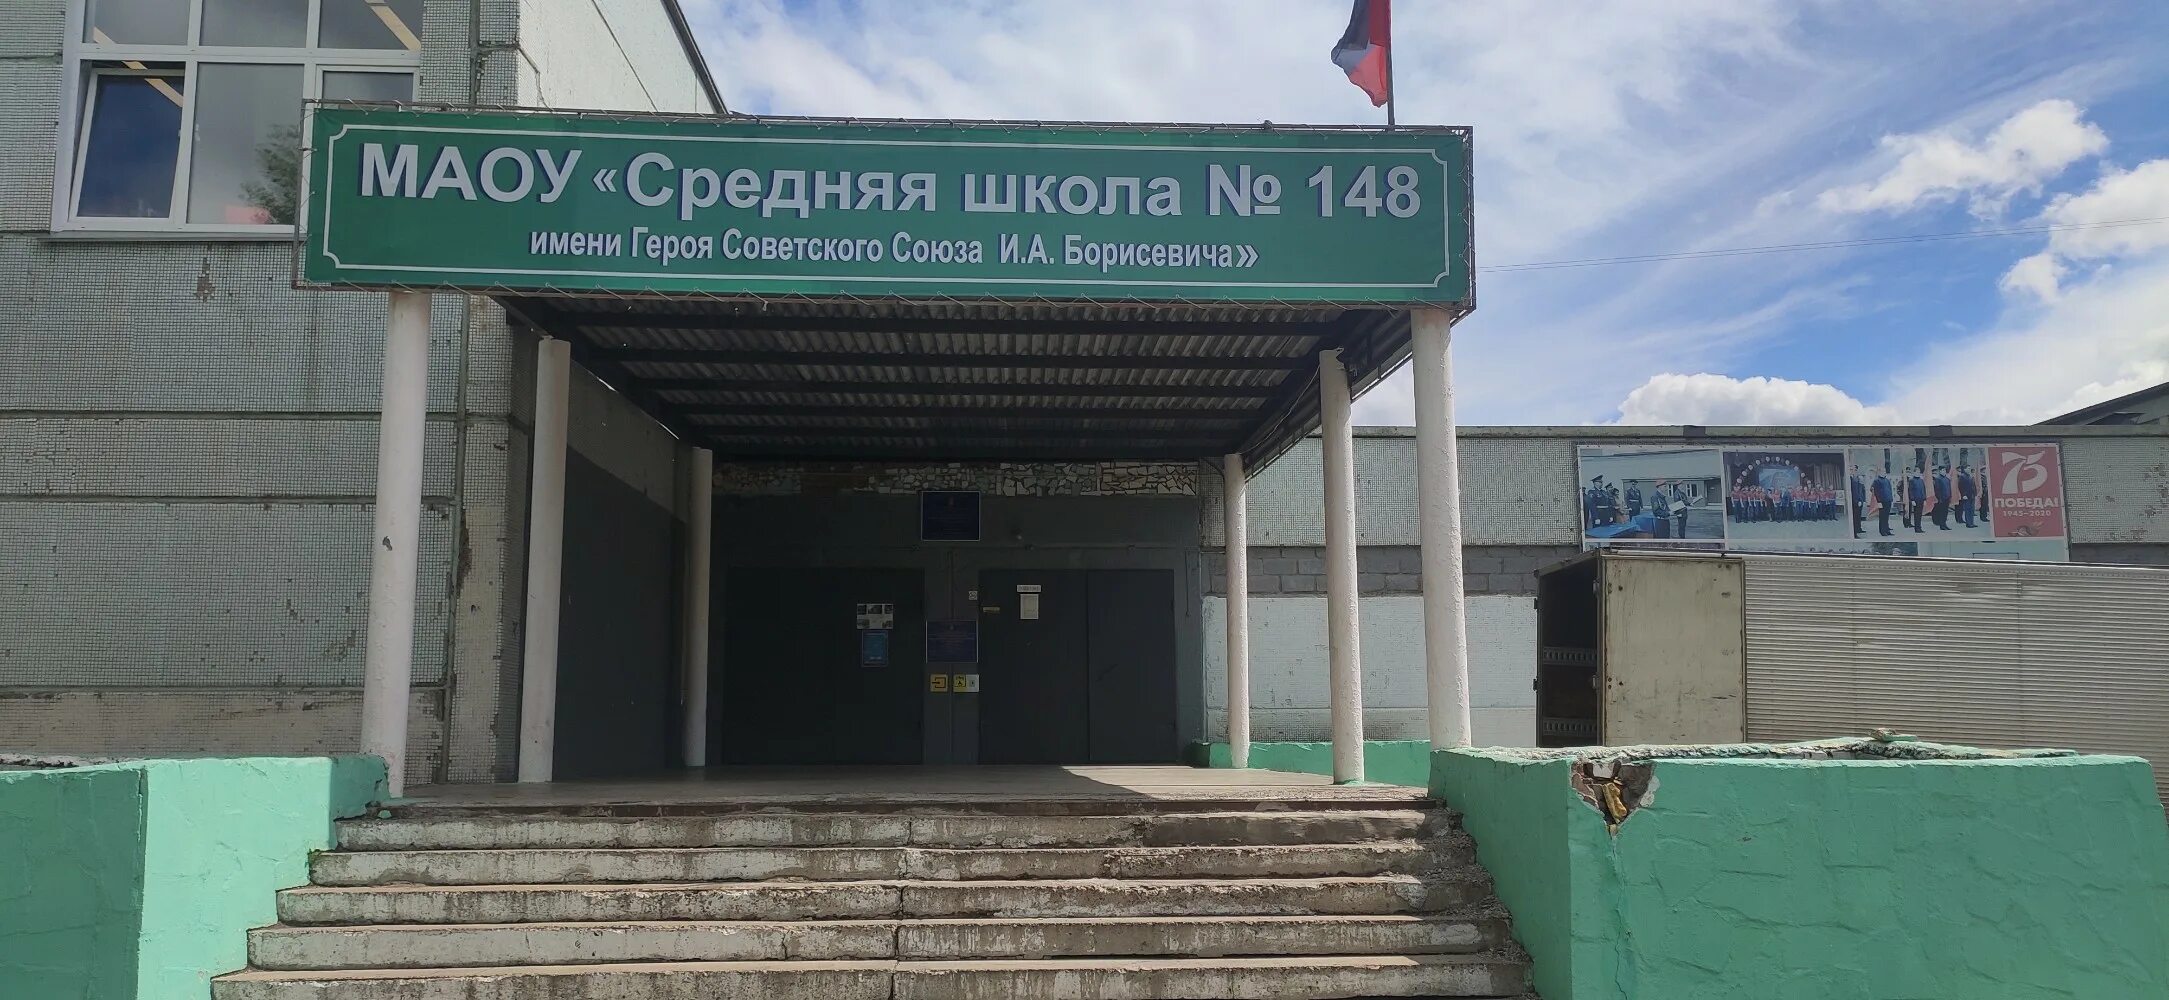 МАОУ «Средняя школа № 148
имени Героя Советского Союза И.А. Борисевича»
75
ПОБЕДА!
1945–2020